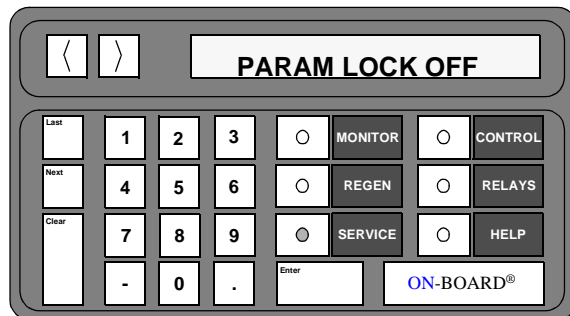 〈 〉 PARAM LOCK OFF
Last 1 2 3 MONITOR CONTROL
Next 4 5 6 REGEN RELAYS
Clear 7 8 9 SERVICE HELP
- 0 . Enter ON-BOARD®